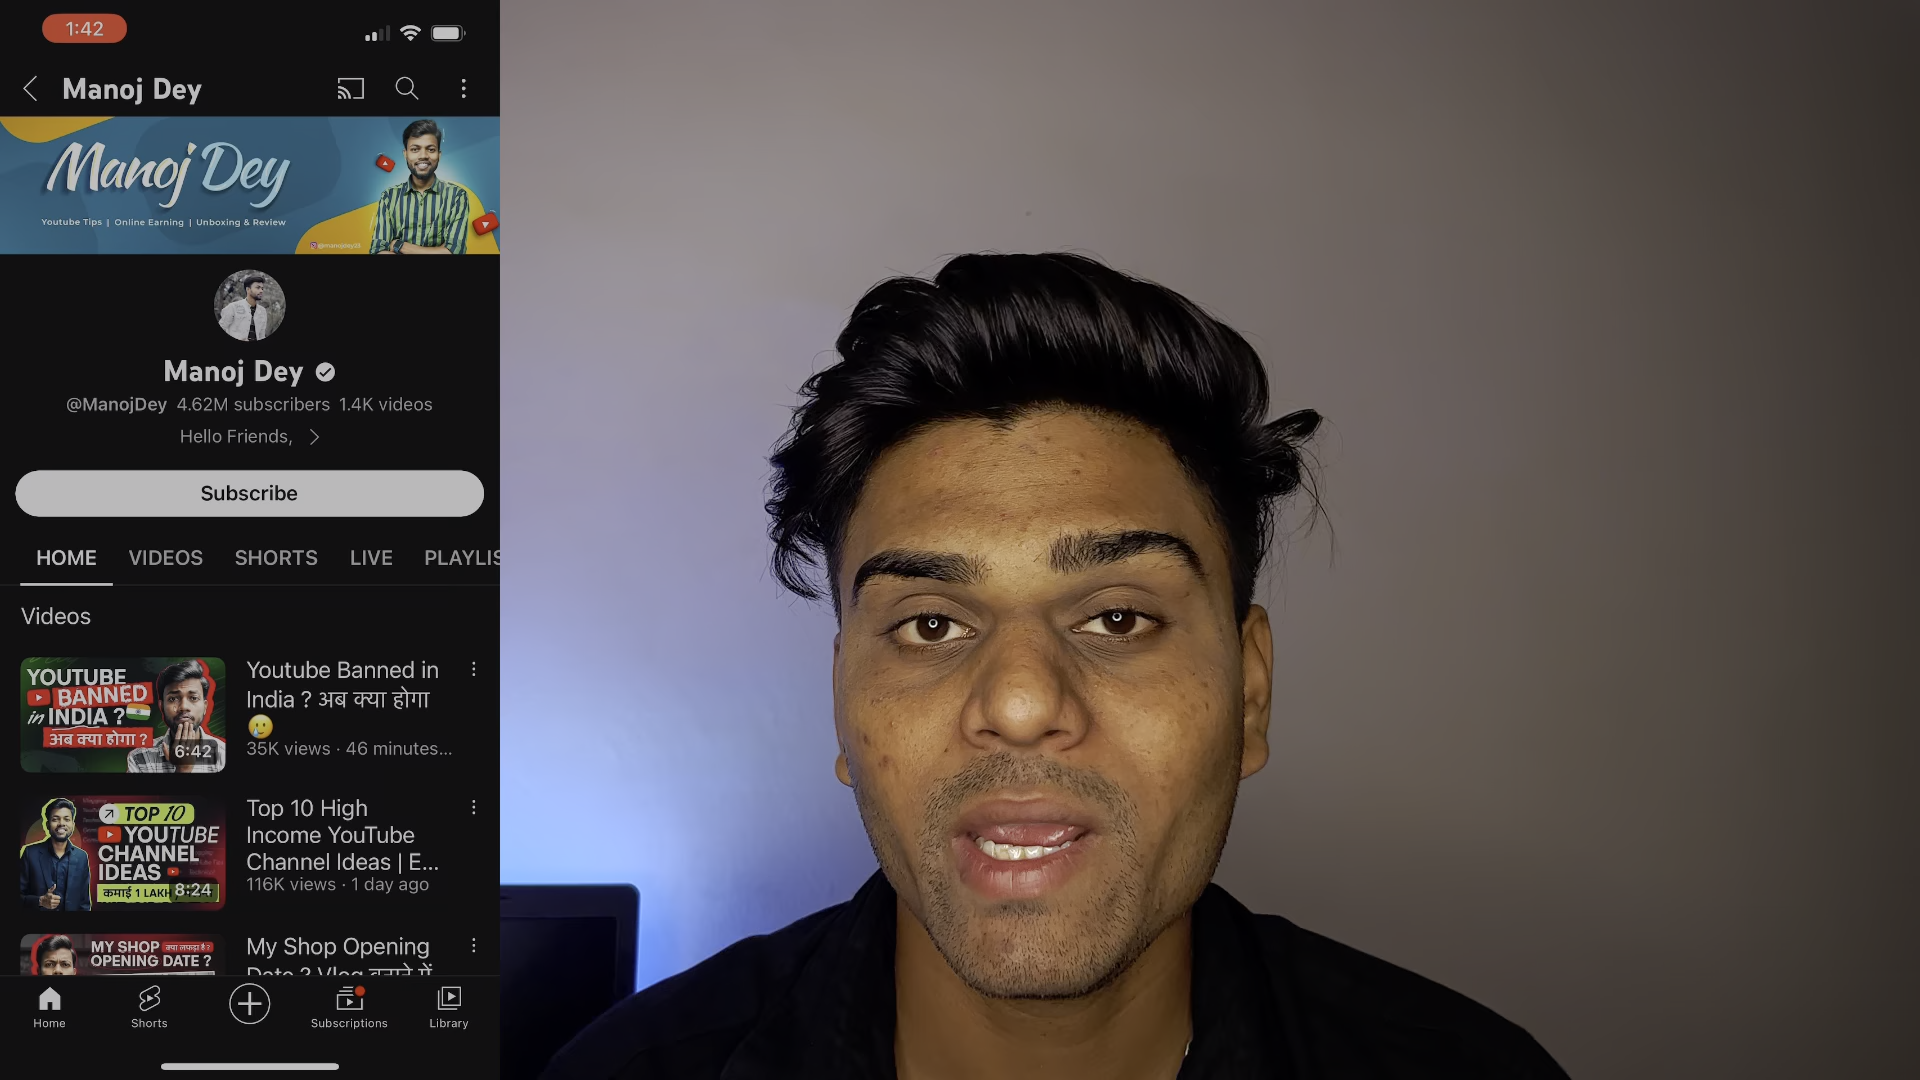 1:42
Manoj Dey
Manoj Dey
Youtube Tips | Online Earning | Unboxing & Review
Manoj Dey
@ManojDey 4.62M subscribers 1.4K videos
Hello Friends,
Subscribe
HOME VIDEOS SHORTS LIVE PLAYLIS
Videos
YOUTUBE
BANNED
in INDIA ?
अब क्या होगा ?
6:42
Youtube Banned in
India ? अब क्या होगा
🥲
35K views · 46 minutes...
TOP 10
YOUTUBE
CHANNEL
IDEAS
कमाई 1 LAKH
8:24
Top 10 High
Income YouTube
Channel Ideas | E...
116K views · 1 day ago
MY SHOP
OPENING
DATE ?
My Shop Opening
Date ? Vlog बनाने में
Home
Shorts
Subscriptions
Library